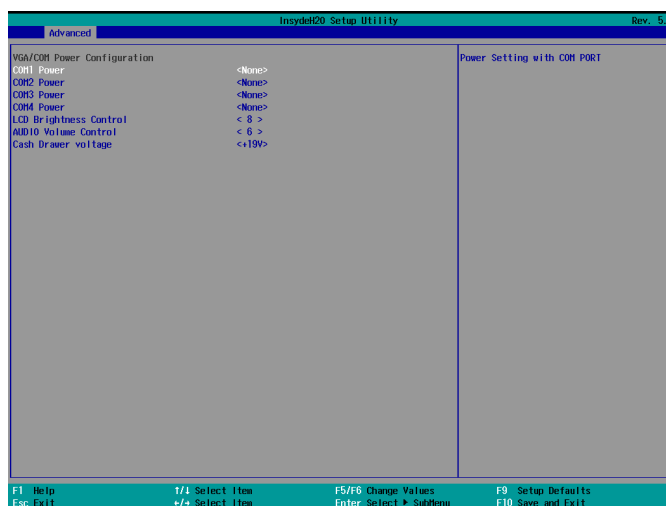 InsydeH20 Setup Utility Rev. 5.
Advanced
VGA/COM Power Configuration
Power Setting with COM PORT
COM1 Power <None>
COM2 Power <None>
COM3 Power <None>
COM4 Power <None>
LCD Brightness Control < 8 >
AUDIO Volume Control < 6 >
Cash Drawer voltage <+19V>
F1 Help ↑/↓ Select Item F5/F6 Change Values F9 Setup Defaults
Esc Exit ←/→ Select Item Enter Select ▶ SubMenu F10 Save and Exit